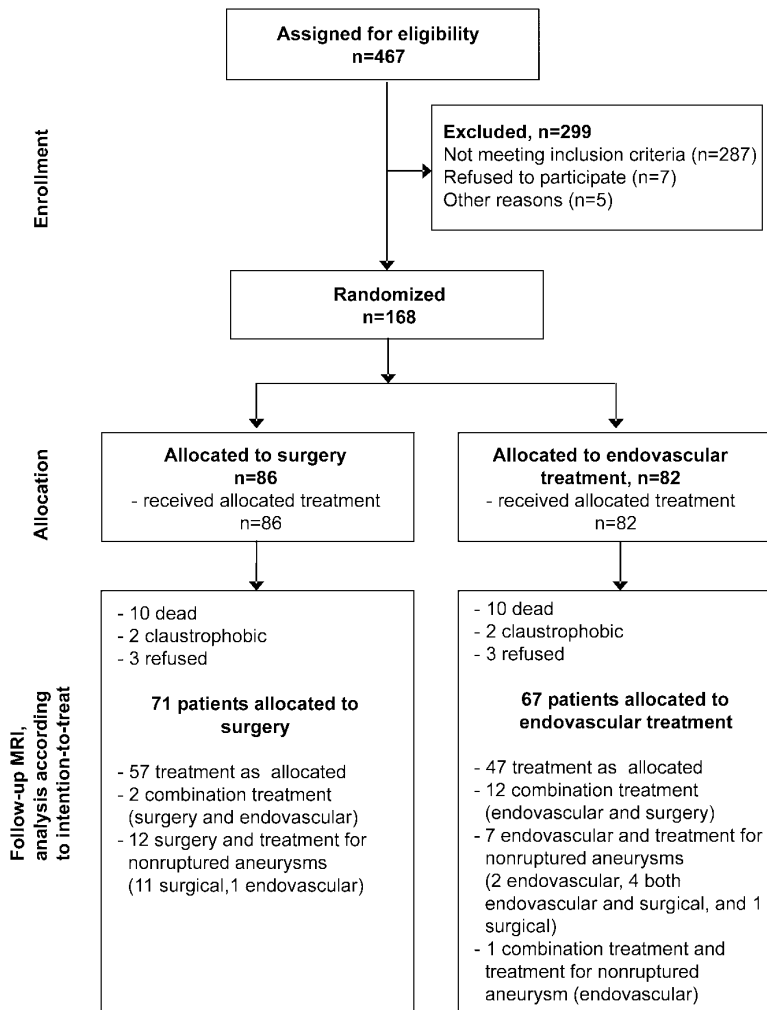 Assigned for eligibility
n=467
Enrollment
Excluded, n=299
Not meeting inclusion criteria (n=287)
Refused to participate (n=7)
Other reasons (n=5)
Randomized
n=168
Allocation
Allocated to surgery
n=86
- received allocated treatment
n=86
Allocated to endovascular
treatment, n=82
- received allocated treatment
n=82
Follow-up MRI,
analysis according
to intention-to-treat
- 10 dead
- 2 claustrophobic
- 3 refused
71 patients allocated to
surgery
- 57 treatment as allocated
- 2 combination treatment
(surgery and endovascular)
- 12 surgery and treatment for
nonruptured aneurysms
(11 surgical,1 endovascular)
- 10 dead
- 2 claustrophobic
- 3 refused
67 patients allocated to
endovascular treatment
- 47 treatment as allocated
- 12 combination treatment
(endovascular and surgery)
- 7 endovascular and treatment for
nonruptured aneurysms
(2 endovascular, 4 both
endovascular and surgical, and 1
surgical)
- 1 combination treatment and
treatment for nonruptured
aneurysm (endovascular)